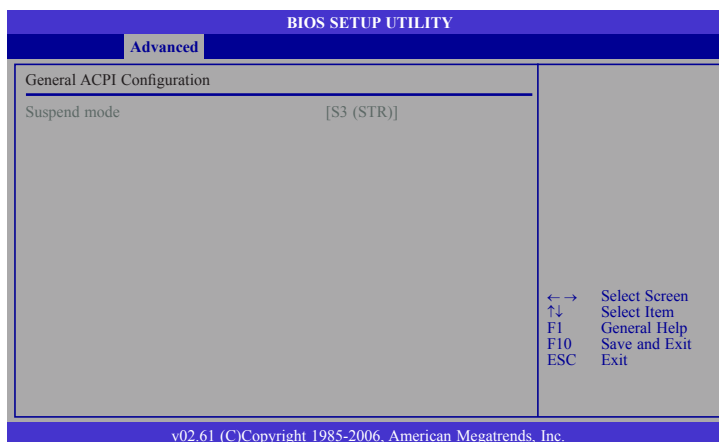 BIOS SETUP UTILITY
Advanced
General ACPI Configuration
Suspend mode [S3 (STR)]
←→ Select Screen
↑↓ Select Item
F1 General Help
F10 Save and Exit
ESC Exit
v02.61 (C)Copyright 1985-2006, American Megatrends, Inc.